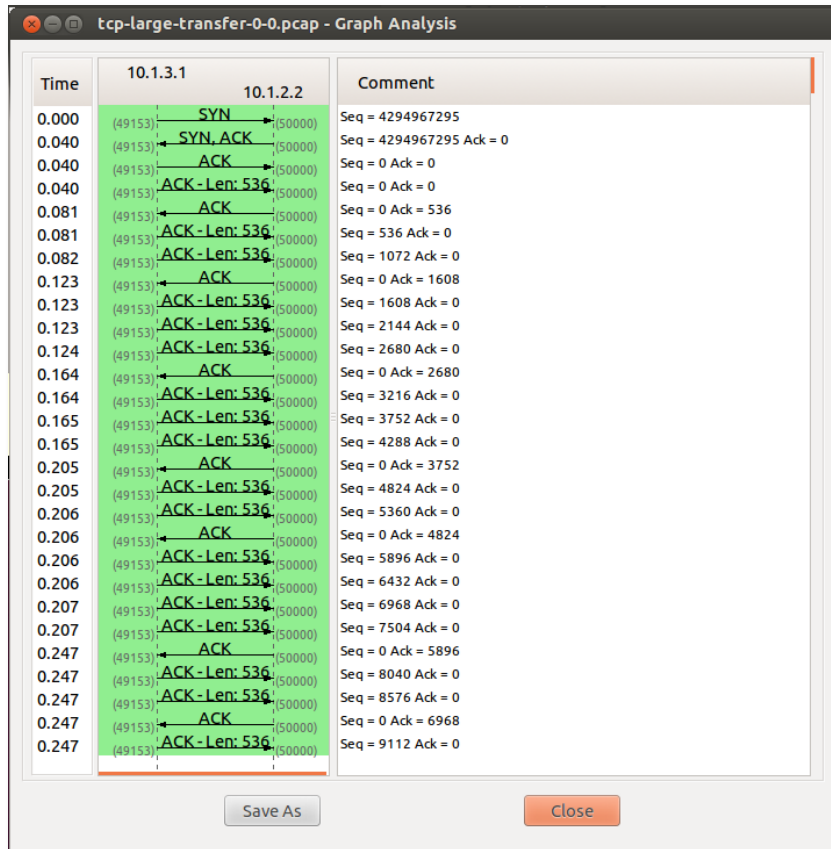 tcp-large-transfer-0-0.pcap - Graph Analysis
Time 10.1.3.1 10.1.2.2 Comment
0.000 (49153) SYN (50000) Seq = 4294967295
0.040 (49153) SYN, ACK (50000) Seq = 4294967295 Ack = 0
0.040 (49153) ACK (50000) Seq = 0 Ack = 0
0.040 (49153) ACK - Len: 536 (50000) Seq = 0 Ack = 0
0.081 (49153) ACK (50000) Seq = 0 Ack = 536
0.081 (49153) ACK - Len: 536 (50000) Seq = 536 Ack = 0
0.082 (49153) ACK - Len: 536 (50000) Seq = 1072 Ack = 0
0.123 (49153) ACK (50000) Seq = 0 Ack = 1608
0.123 (49153) ACK - Len: 536 (50000) Seq = 1608 Ack = 0
0.123 (49153) ACK - Len: 536 (50000) Seq = 2144 Ack = 0
0.124 (49153) ACK - Len: 536 (50000) Seq = 2680 Ack = 0
0.164 (49153) ACK (50000) Seq = 0 Ack = 2680
0.164 (49153) ACK - Len: 536 (50000) Seq = 3216 Ack = 0
0.165 (49153) ACK - Len: 536 (50000) Seq = 3752 Ack = 0
0.165 (49153) ACK - Len: 536 (50000) Seq = 4288 Ack = 0
0.205 (49153) ACK (50000) Seq = 0 Ack = 3752
0.205 (49153) ACK - Len: 536 (50000) Seq = 4824 Ack = 0
0.206 (49153) ACK - Len: 536 (50000) Seq = 5360 Ack = 0
0.206 (49153) ACK (50000) Seq = 0 Ack = 4824
0.206 (49153) ACK - Len: 536 (50000) Seq = 5896 Ack = 0
0.206 (49153) ACK - Len: 536 (50000) Seq = 6432 Ack = 0
0.207 (49153) ACK - Len: 536 (50000) Seq = 6968 Ack = 0
0.207 (49153) ACK - Len: 536 (50000) Seq = 7504 Ack = 0
0.247 (49153) ACK (50000) Seq = 0 Ack = 5896
0.247 (49153) ACK - Len: 536 (50000) Seq = 8040 Ack = 0
0.247 (49153) ACK - Len: 536 (50000) Seq = 8576 Ack = 0
0.247 (49153) ACK (50000) Seq = 0 Ack = 6968
0.247 (49153) ACK - Len: 536 (50000) Seq = 9112 Ack = 0
Save As Close